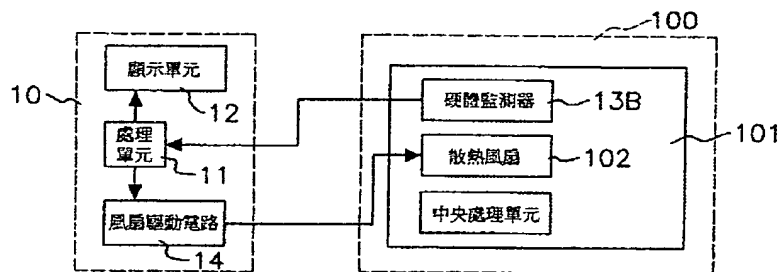 100
10
顯示單元
12
處理
單元
11
風扇驅動電路
14
硬體監測器
13B
散熱風扇
102
中央處理單元
101